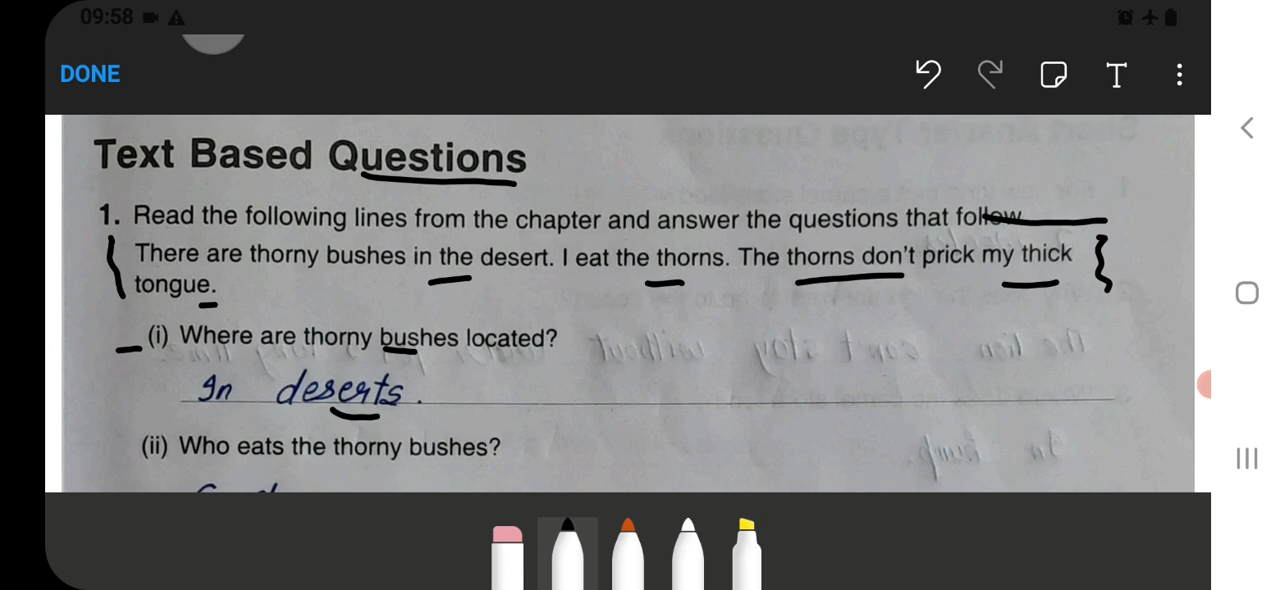 09:58
DONE
T
Text Based Questions
1. Read the following lines from the chapter and answer the questions that follow
There are thorny bushes in the desert. I eat the thorns. The thorns don't prick my thick
tongue.
(i) Where are thorny bushes located?
In deserts.
(ii) Who eats the thorny bushes?